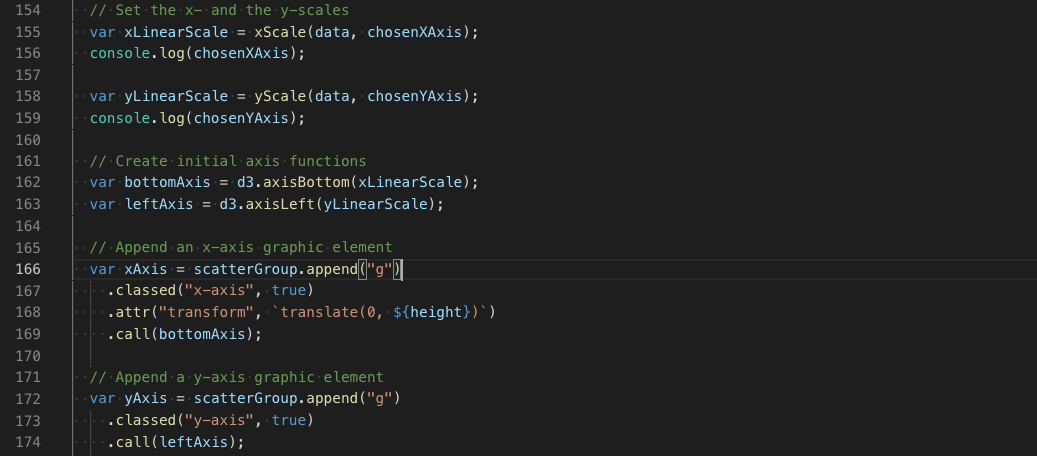 154 // Set the x- and the y-scales
155 var xLinearScale = xScale(data, chosenXAxis);
156 console.log(chosenXAxis);
157
158 var yLinearScale = yScale(data, chosenYAxis);
159 console.log(chosenYAxis);
160
161 // Create initial axis functions
162 var bottomAxis = d3.axisBottom(xLinearScale);
163 var leftAxis = d3.axisLeft(yLinearScale);
164
165 // Append an x-axis graphic element
166 var xAxis = scatterGroup.append("g")
167 .classed("x-axis", true)
168 .attr("transform", `translate(0, ${height})`)
169 .call(bottomAxis);
170
171 // Append a y-axis graphic element
172 var yAxis = scatterGroup.append("g")
173 .classed("y-axis", true)
174 .call(leftAxis);